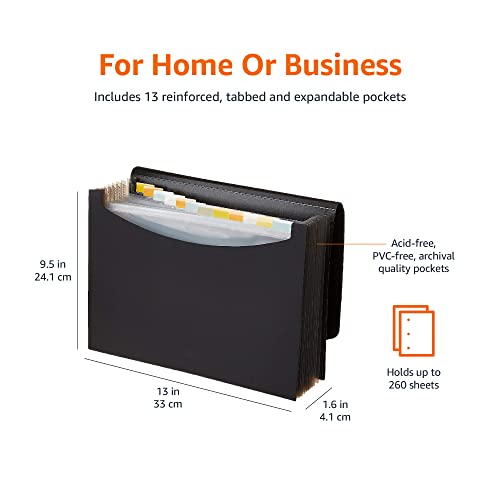 For Home Or Business
Includes 13 reinforced, tabbed and expandable pockets
Acid-free,
PVC-free, archival
quality pockets
9.5 in
24.1 cm
Holds up to
260 sheets
13 in
33 cm
1.6 in
4.1 cm